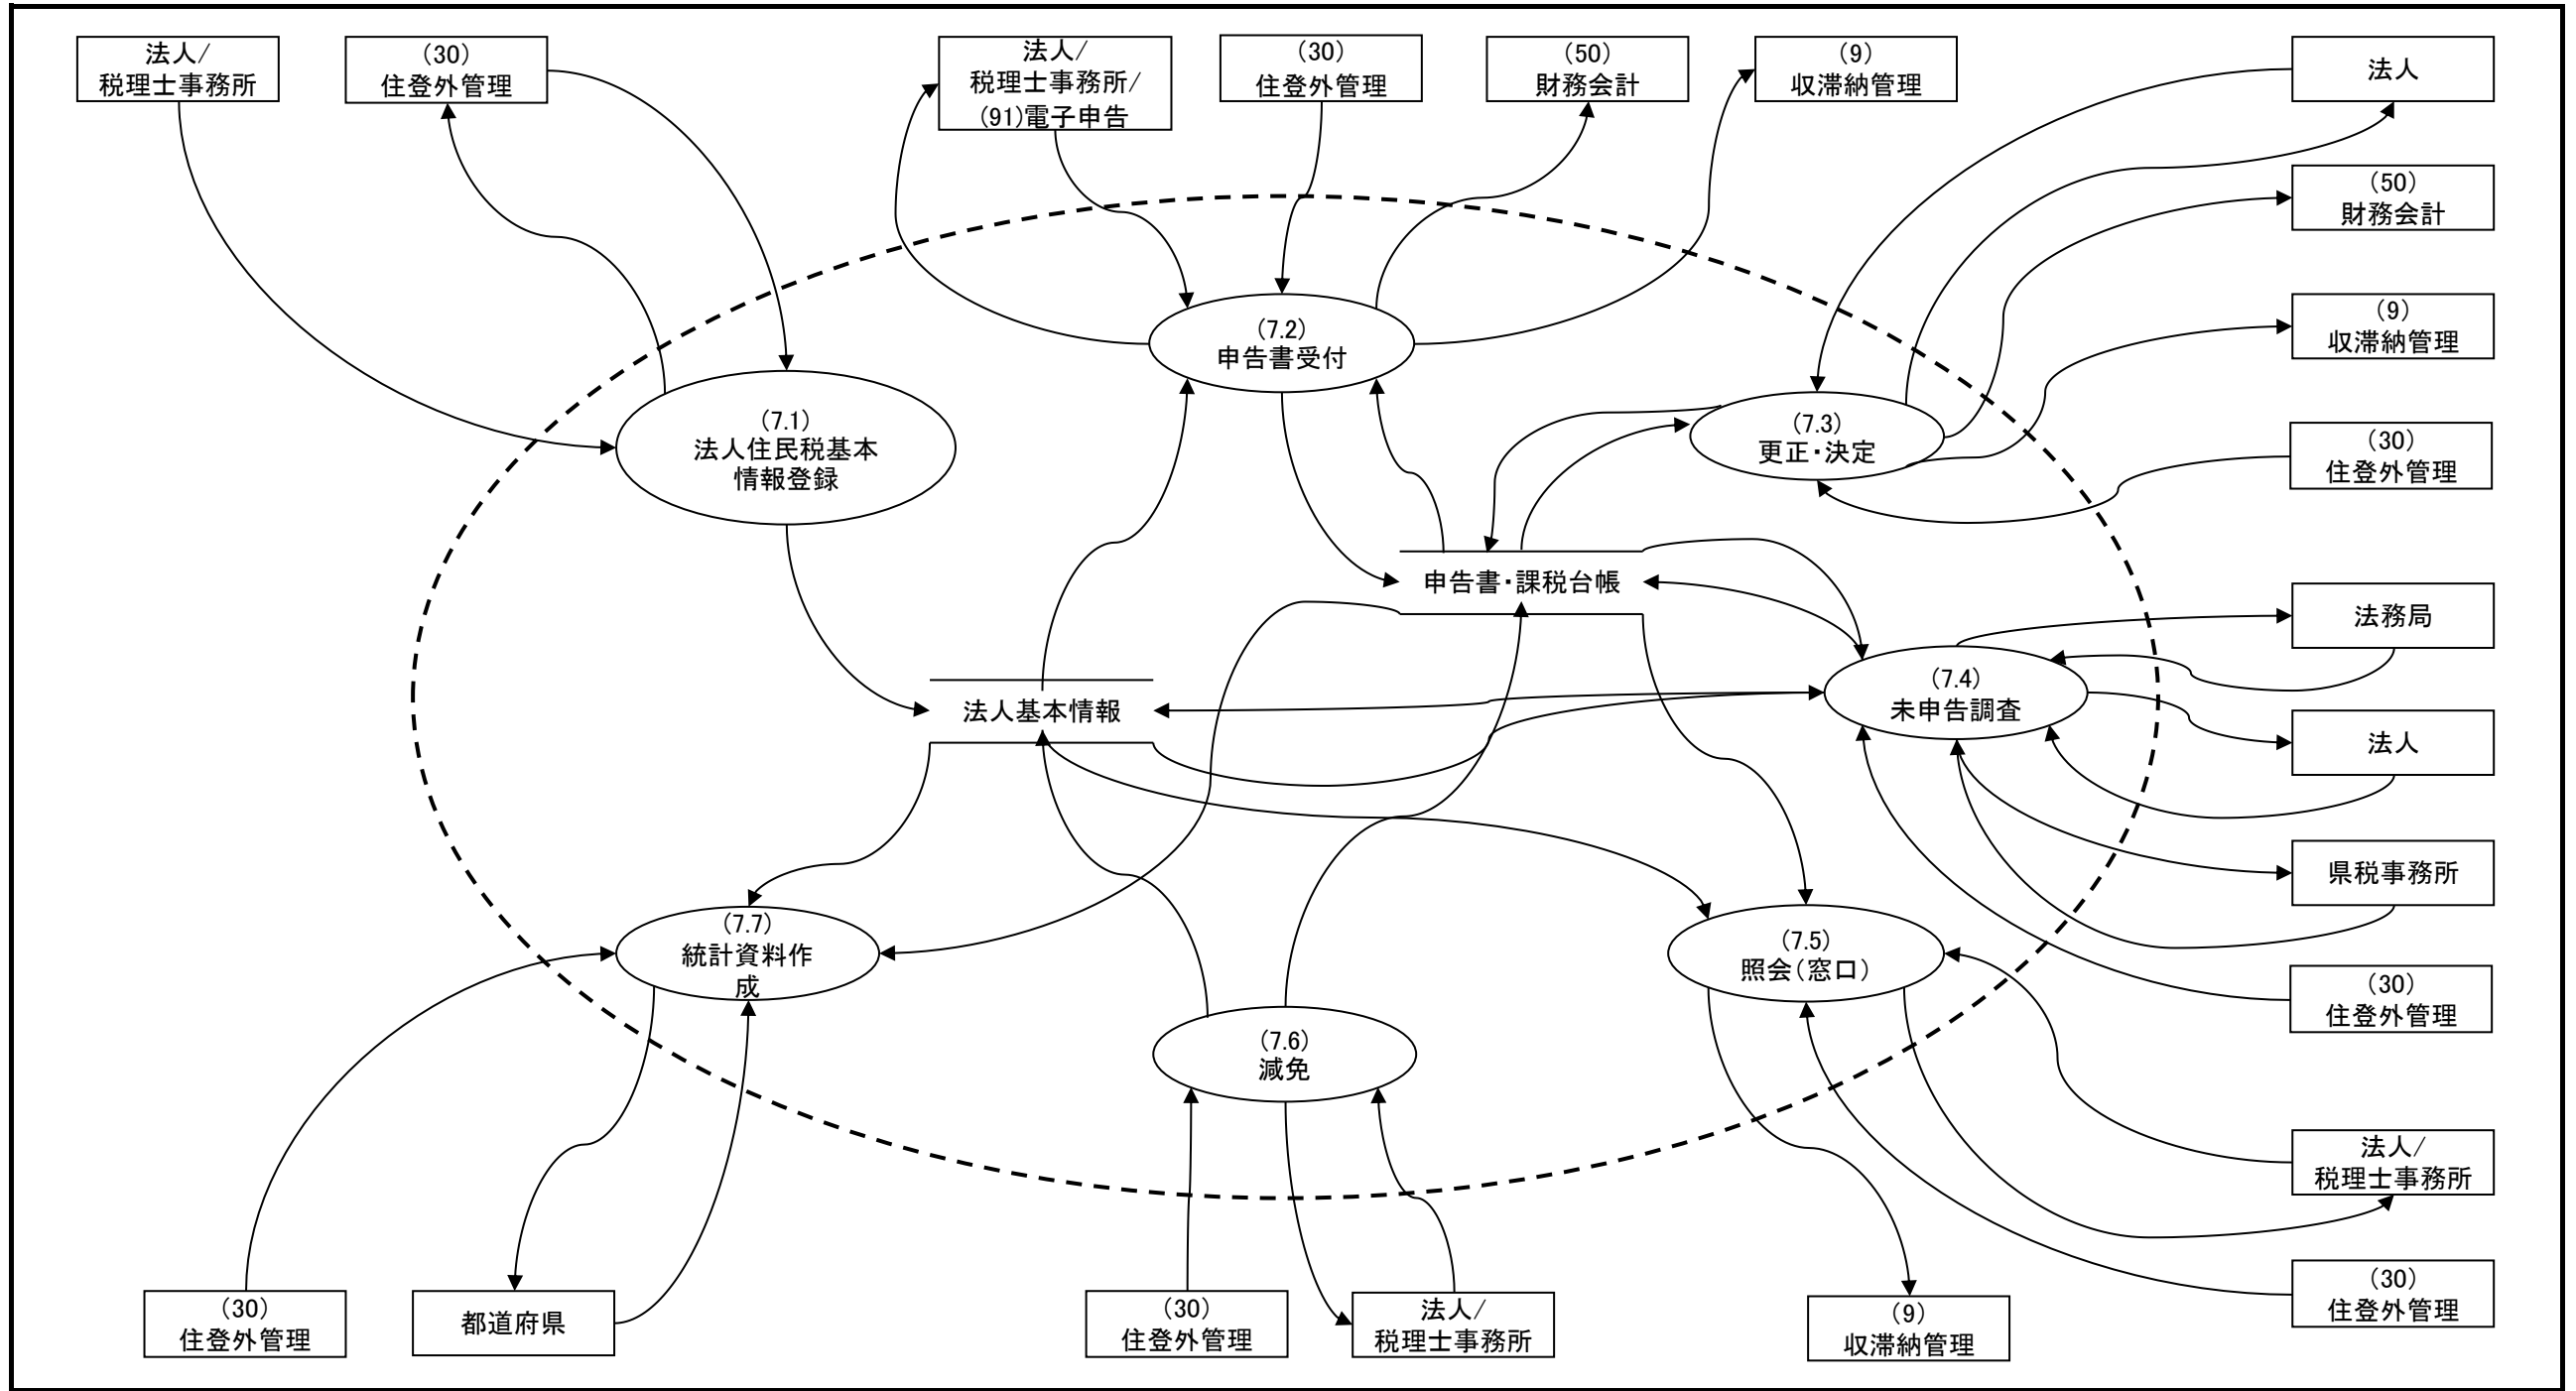 法人/
税理士事務所
(30)
住登外管理
法人/
税理士事務所/
(91)電子申告
(30)
住登外管理
(50)
財務会計
(9)
収滞納管理
法人
(50)
財務会計
(9)
収滞納管理
(30)
住登外管理
(7.1)
法人住民税基本
情報登録
(7.2)
申告書受付
(7.3)
更正・決定
申告書・課税台帳
法人基本情報
(7.4)
未申告調査
法務局
法人
県税事務所
(30)
住登外管理
(7.7)
統計資料作
成
(7.6)
減免
(7.5)
照会(窓口)
法人/
税理士事務所
(30)
住登外管理
(30)
住登外管理
都道府県
(30)
住登外管理
法人/
税理士事務所
(9)
収滞納管理